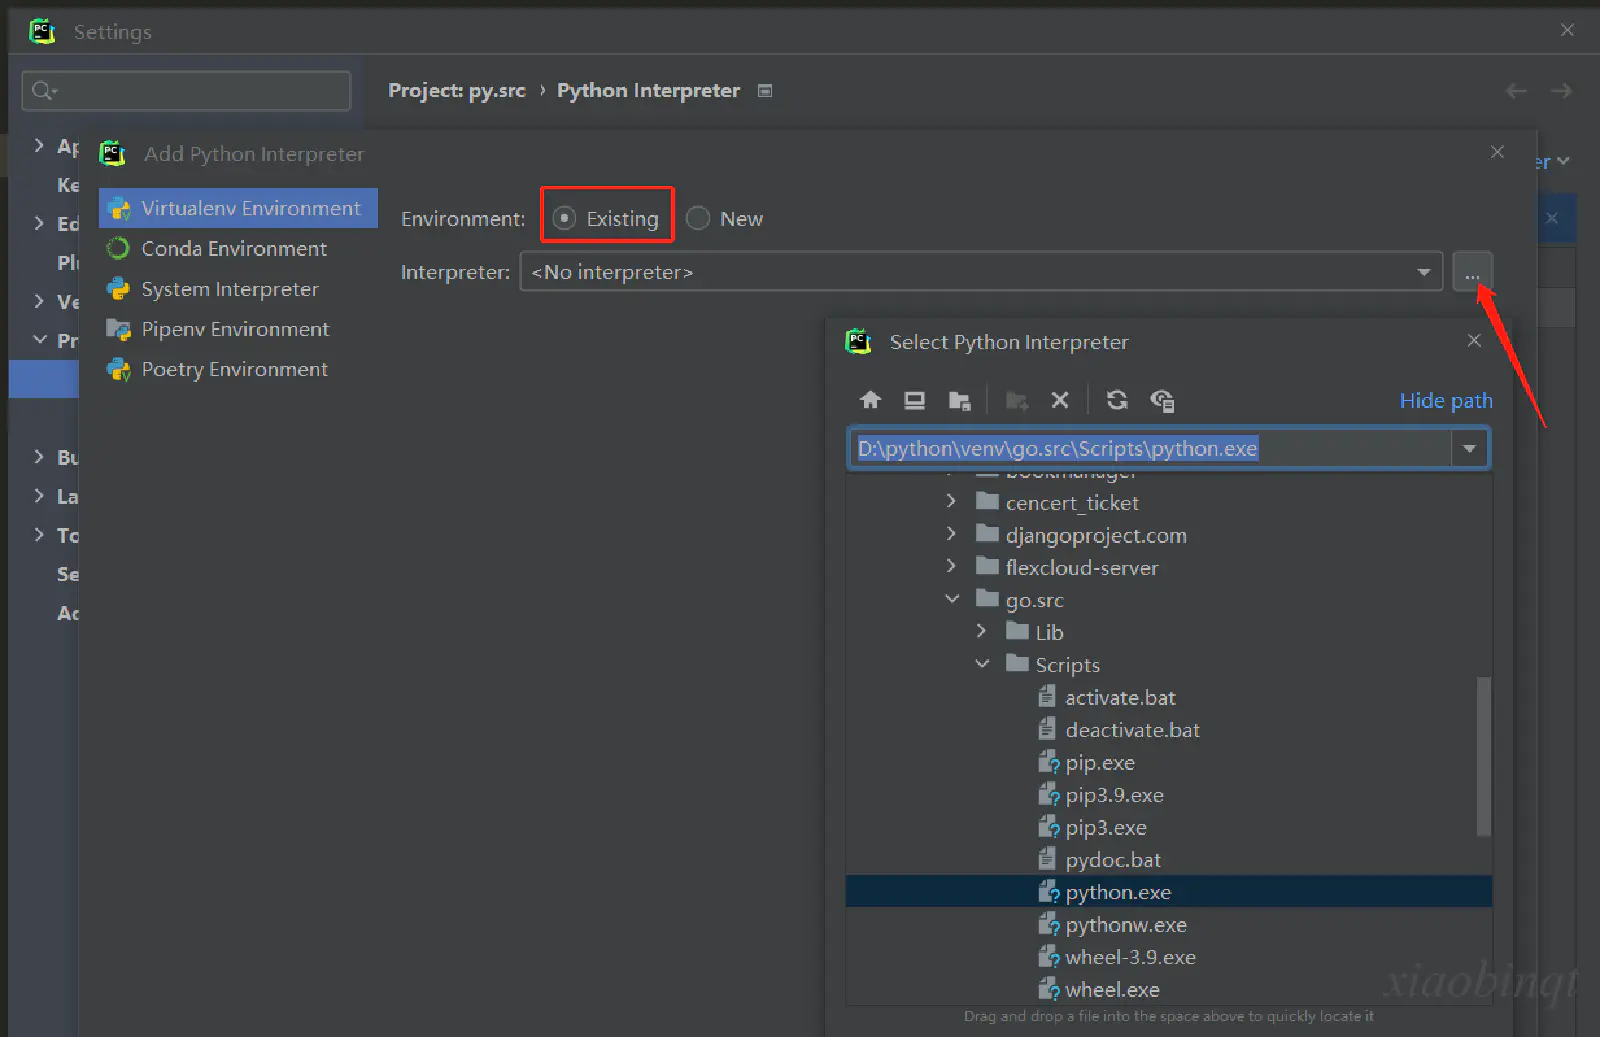 Settings
Project: py.src › Python Interpreter
Ap
Ke
Ed
Plu
Ve
Pr
Bu
La
To
Se
Ad
er
Add Python Interpreter
Virtualenv Environment
Conda Environment
System Interpreter
Pipenv Environment
Poetry Environment
Environment: Existing New
Interpreter: <No interpreter> ...
Select Python Interpreter
Hide path
D:\python\venv\go.src\Scripts\python.exe
bookmanager
cencert_ticket
djangoproject.com
flexcloud-server
go.src
Lib
Scripts
activate.bat
deactivate.bat
pip.exe
pip3.9.exe
pip3.exe
pydoc.bat
python.exe
pythonw.exe
wheel-3.9.exe
wheel.exe
Drag and drop a file into the space above to quickly locate it
xiaobinqt